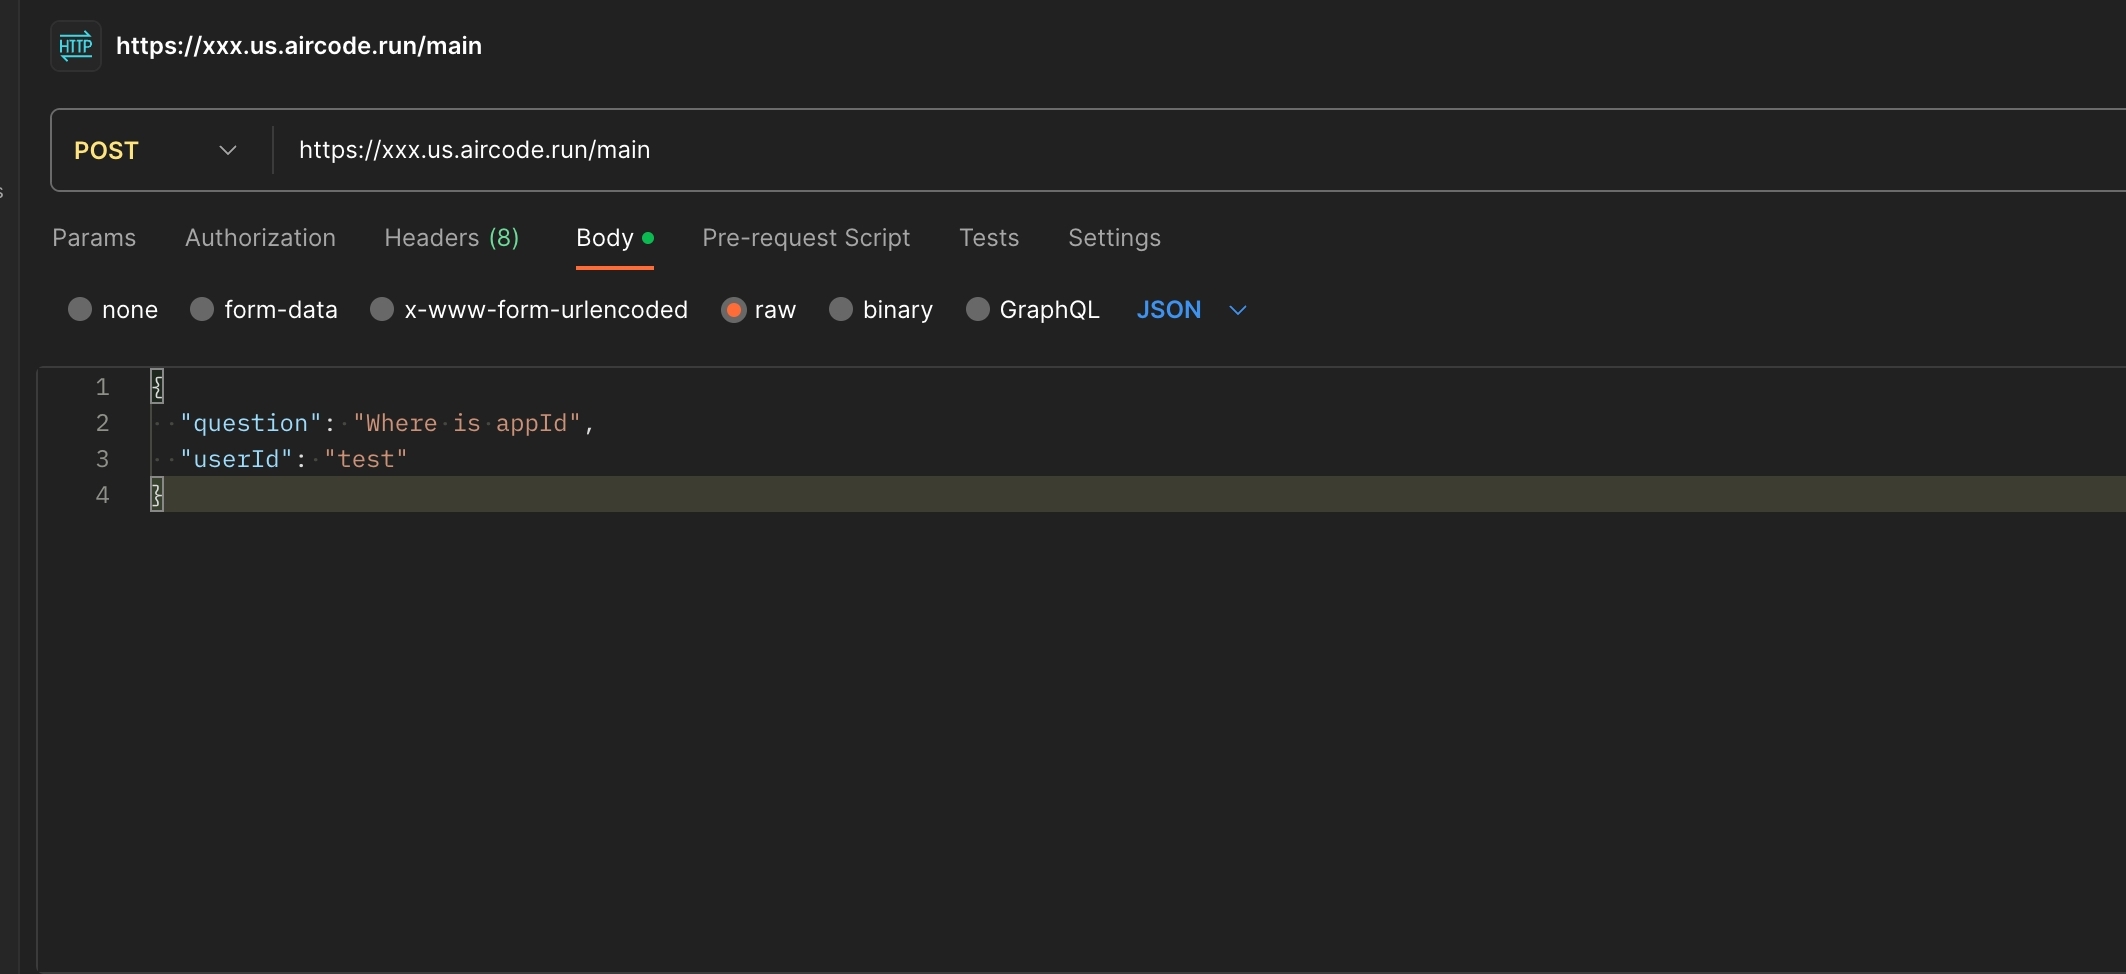 HTTP https://xxx.us.aircode.run/main
POST https://xxx.us.aircode.run/main
Params Authorization Headers (8) Body Pre-request Script Tests Settings
none form-data x-www-form-urlencoded raw binary GraphQL JSON
1 {
2 "question": "Where is appId",
3 "userId": "test"
4 }